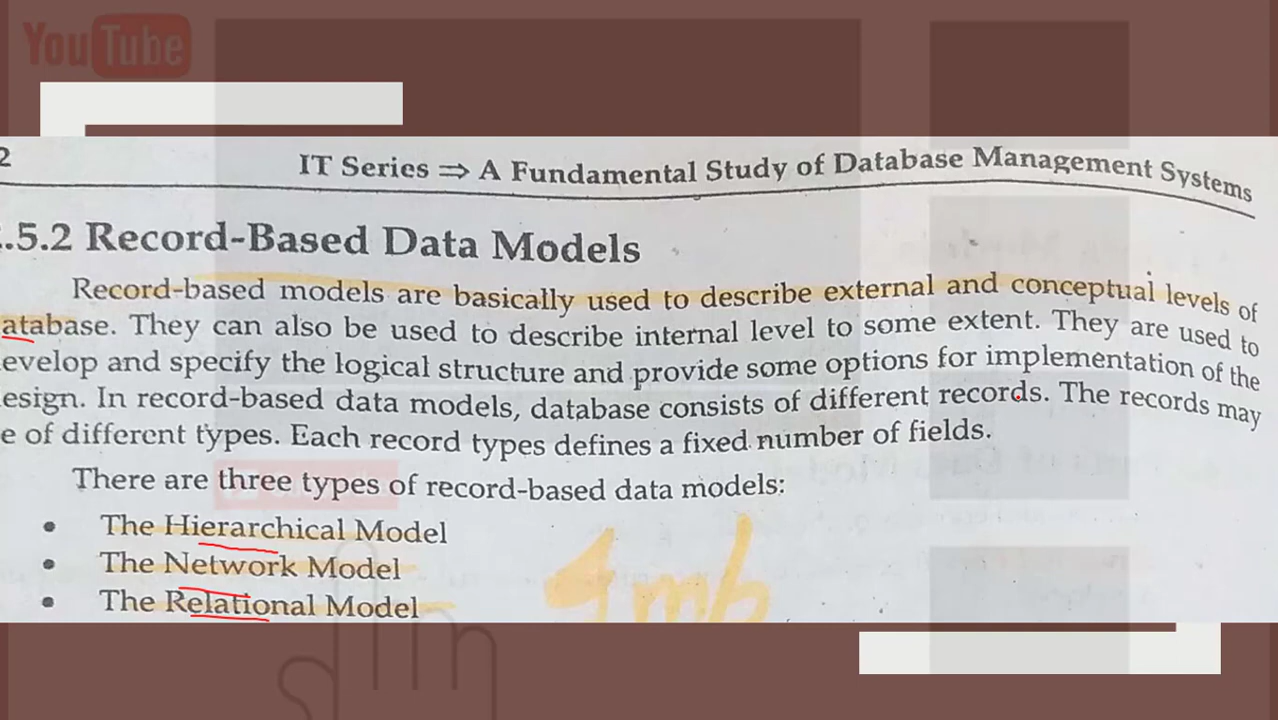 YouTube
2
IT Series ⇒ A Fundamental Study of Database Management Systems
.5.2 Record-Based Data Models
Record-based models are basically used to describe external and conceptual levels of
atabase. They can also be used to describe internal level to some extent. They are used to
evelop and specify the logical structure and provide some options for implementation of the
esign. In record-based data models, database consists of different records. The records may
e of different types. Each record types defines a fixed number of fields.
There are three types of record-based data models:
• The Hierarchical Model
• The Network Model
• The Relational Model